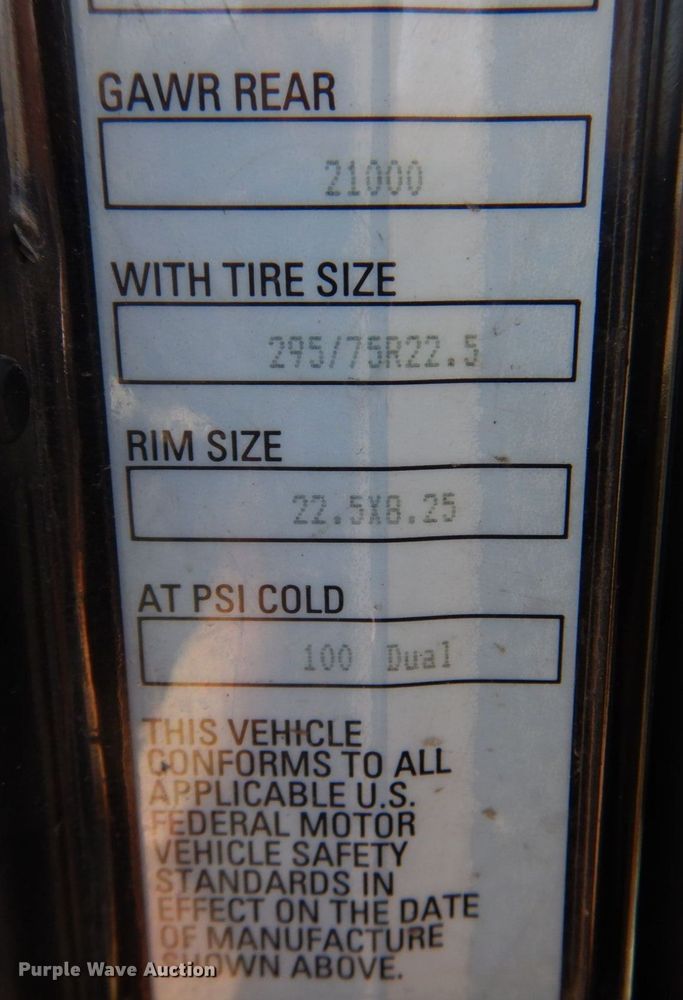 GAWR REAR
21000
WITH TIRE SIZE
295/75R22.5
RIM SIZE
22.5X8.25
AT PSI COLD
100 Dual
THIS VEHICLE
CONFORMS TO ALL
APPLICABLE U.S.
FEDERAL MOTOR
VEHICLE SAFETY
STANDARDS IN
EFFECT ON THE DATE
OF MANUFACTURE
SHOWN ABOVE.
Purple Wave Auction